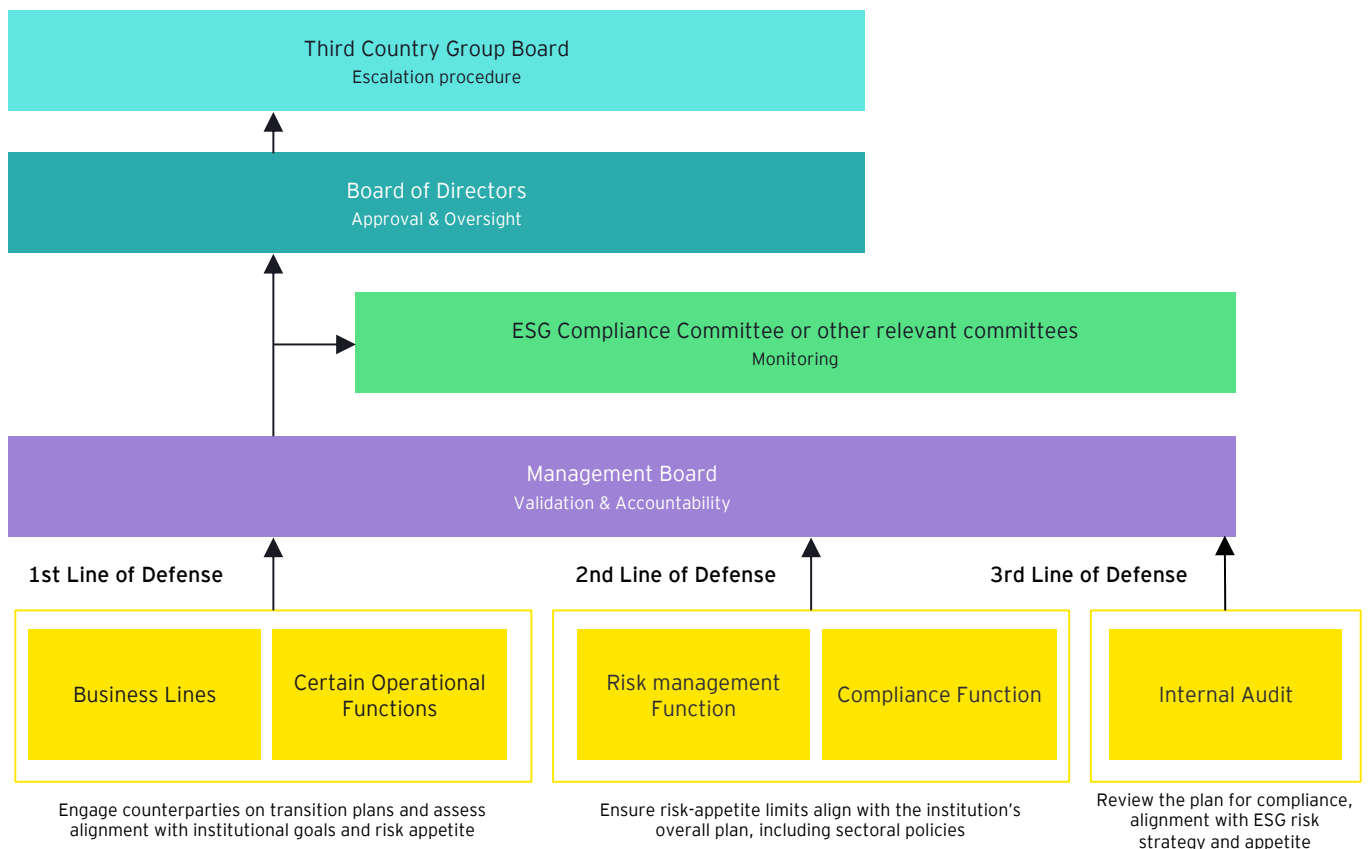 Third Country Group Board
Escalation procedure
Board of Directors
Approval & Oversight
ESG Compliance Committee or other relevant committees
Monitoring
Management Board
Validation & Accountability
1st Line of Defense
2nd Line of Defense
3rd Line of Defense
Business Lines
Certain Operational
Functions
Risk management
Function
Compliance Function
Internal Audit
Engage counterparties on transition plans and assess
alignment with institutional goals and risk appetite
Ensure risk-appetite limits align with the institution's
overall plan, including sectoral policies
Review the plan for compliance,
alignment with ESG risk
strategy and appetite